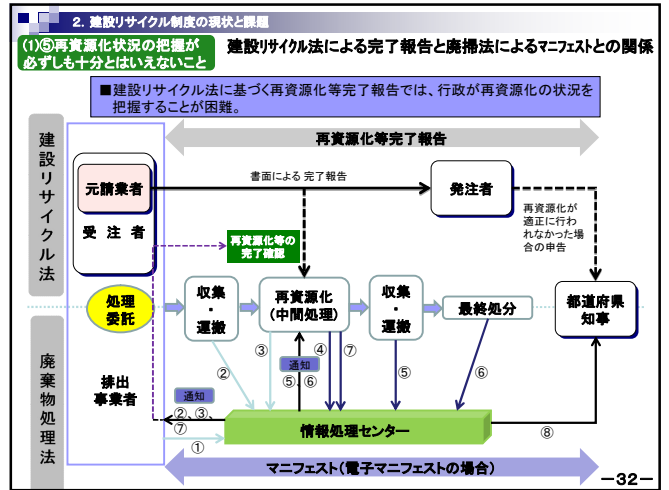 2．建設ﾘｻｲｸﾙ制度の現状と課題
(1)⑤再資源化状況の把握が
必ずしも十分とはいえないこと
建設ﾘｻｲｸﾙ法による完了報告と廃掃法によるﾏﾆﾌｪｽﾄとの関係
■建設リサイクル法に基づく再資源化等完了報告では、行政が再資源化の状況を
把握することが困難。
建設リサイクル法
再資源化等完了報告
元請業者
受 注 者
書面による 完了報告
発注者
再資源化が
適正に行わ
れなかった場
合の申告
再資源化等の
完了確認
処理
委託
収集
・
運搬
再資源化
(中間処理)
収集
・
運搬
最終処分
都道府県
知事
廃棄物処理法
排出
事業者
通知
②、③、
⑦
①
②
③
通知
⑤、⑥
④
⑦
⑤
⑥
情報処理センター
⑧
マニフェスト(電子マニフェストの場合)
－32－